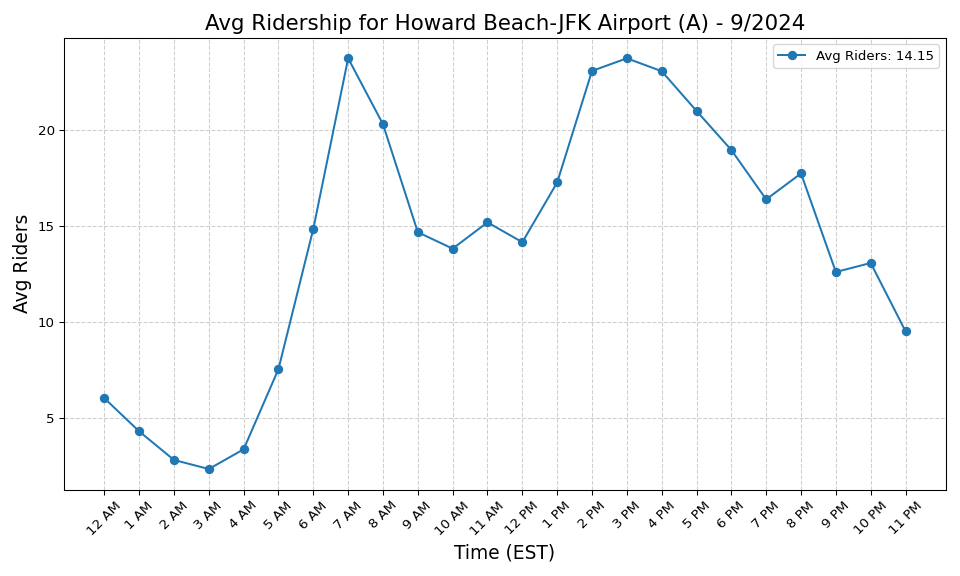 Avg Ridership for Howard Beach-JFK Airport (A) - 9/2024
Avg Riders: 14.15
Avg Riders
20
15
10
5
12 AM
1 AM
2 AM
3 AM
4 AM
5 AM
6 AM
7 AM
8 AM
9 AM
10 AM
11 AM
12 PM
1 PM
2 PM
3 PM
4 PM
5 PM
6 PM
7 PM
8 PM
9 PM
10 PM
11 PM
Time (EST)